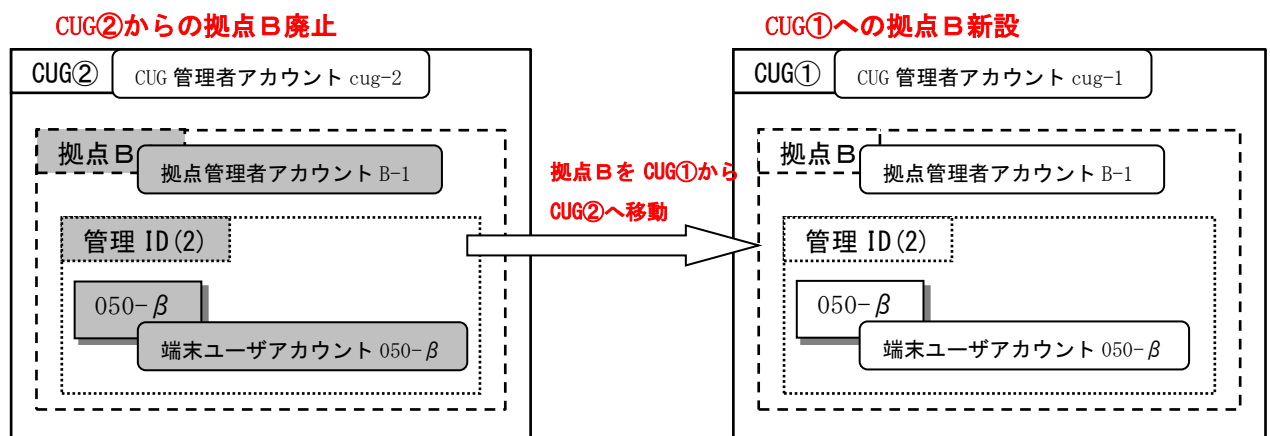 CUG②からの拠点B廃止
CUG①への拠点B新設
CUG②
CUG 管理者アカウント cug-2
拠点B
拠点管理者アカウント B-1
管理 ID(2)
050-β
端末ユーザアカウント 050-β
拠点Bを CUG①から
CUG②へ移動
CUG①
CUG 管理者アカウント cug-1
拠点B
拠点管理者アカウント B-1
管理 ID(2)
050-β
端末ユーザアカウント 050-β